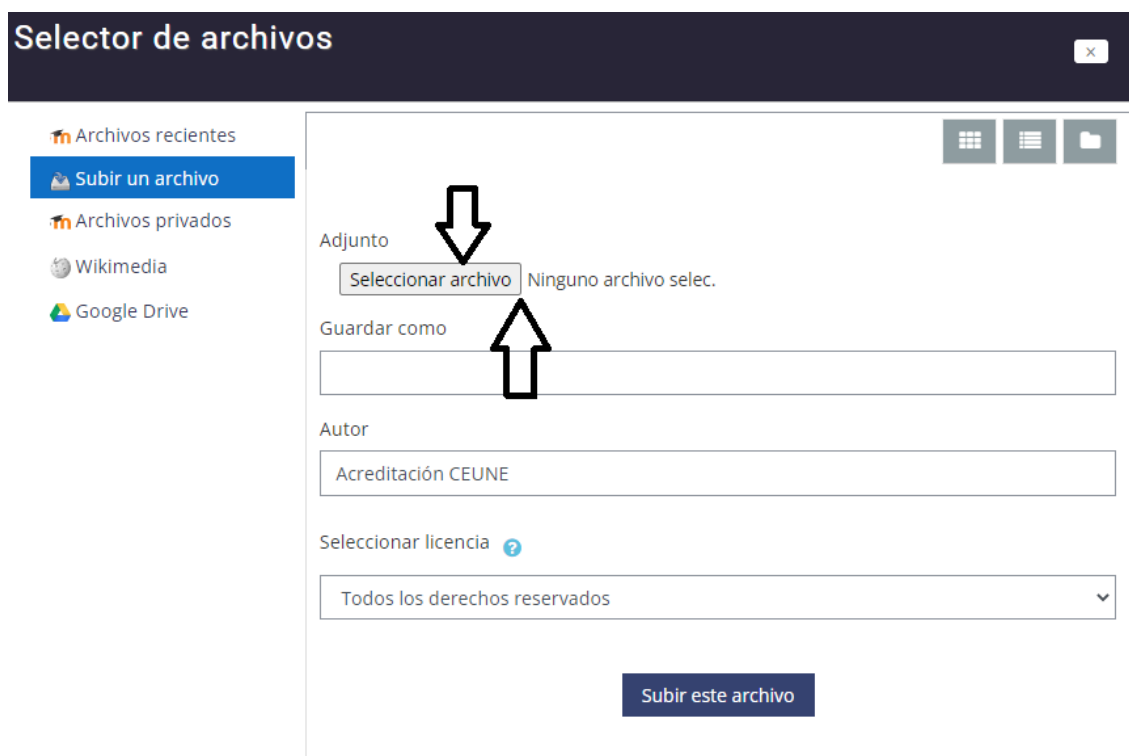 Selector de archivos
Archivos recientes
Subir un archivo
Archivos privados
Wikimedia
Google Drive
Adjunto
Seleccionar archivo Ninguno archivo selec.
Guardar como
Autor
Acreditación CEUNE
Seleccionar licencia
Todos los derechos reservados
Subir este archivo